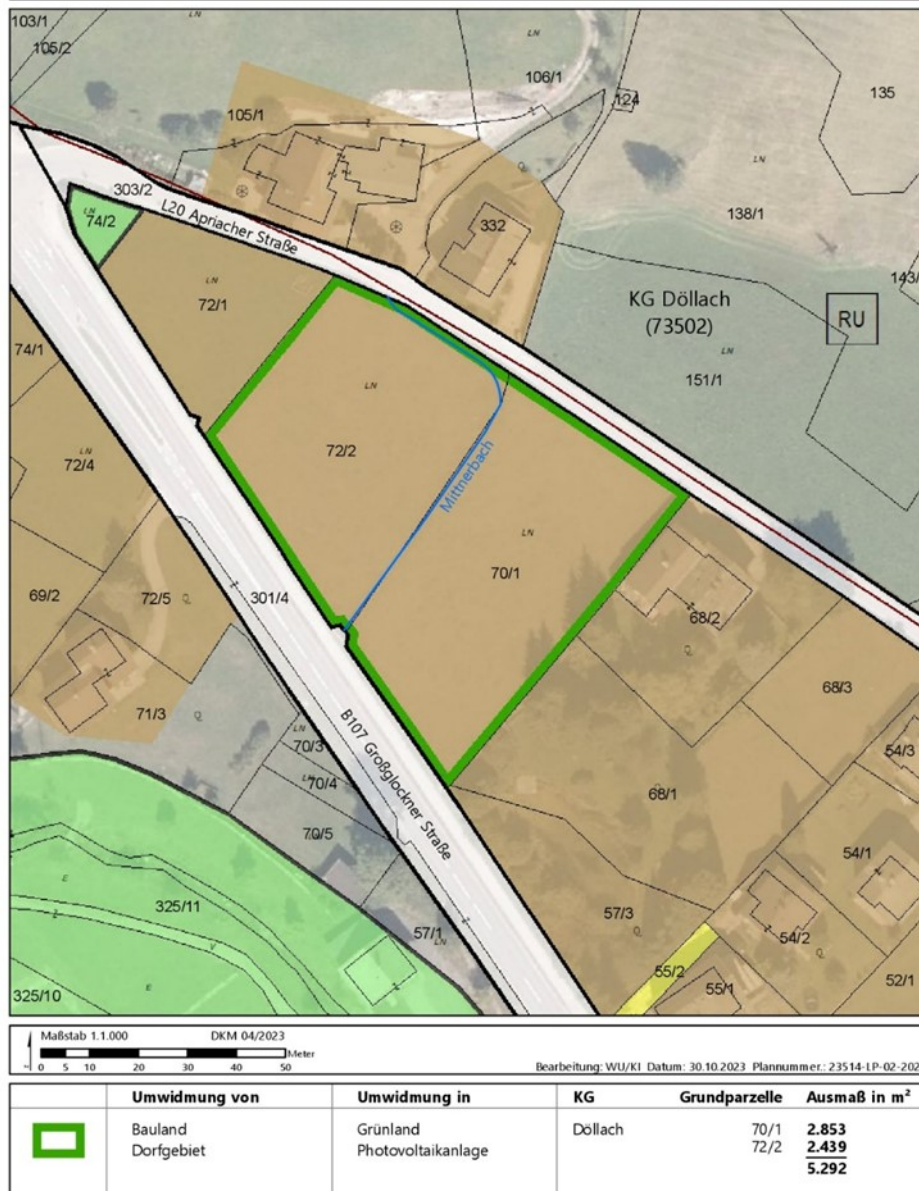 103/1
105/2
LN
LN
106/1
135
105/1
124
LN
303/2
L20 Apriacher Straße
LN
74/2
332
138/1
LN
72/1
KG Döllach
(73502)
RU
143/
74/1
LN
151/1
LN
72/2
LN
72/4
Mittnerbach
LN
70/1
69/2
72/5
301/4
68/2
71/3
68/3
B107 Großglockner Straße
LN
70/3
LN
70/4
54/3
68/1
70/5
54/1
E
325/11
57/3
54/2
57/1
LN
V
55/2
55/1
52/1
325/10
E
Maßstab 1:1.000 DKM 04/2023
0 5 10 20 30 40 50 Meter
Bearbeitung: WU/KI Datum: 30.10.2023 Plannummer.: 23514-LP-02-202
Umwidmung von Umwidmung in KG Grundparzelle Ausmaß in m²
Bauland Grünland Döllach 70/1 2.853
Dorfgebiet Photovoltaikanlage 72/2 2.439
5.292